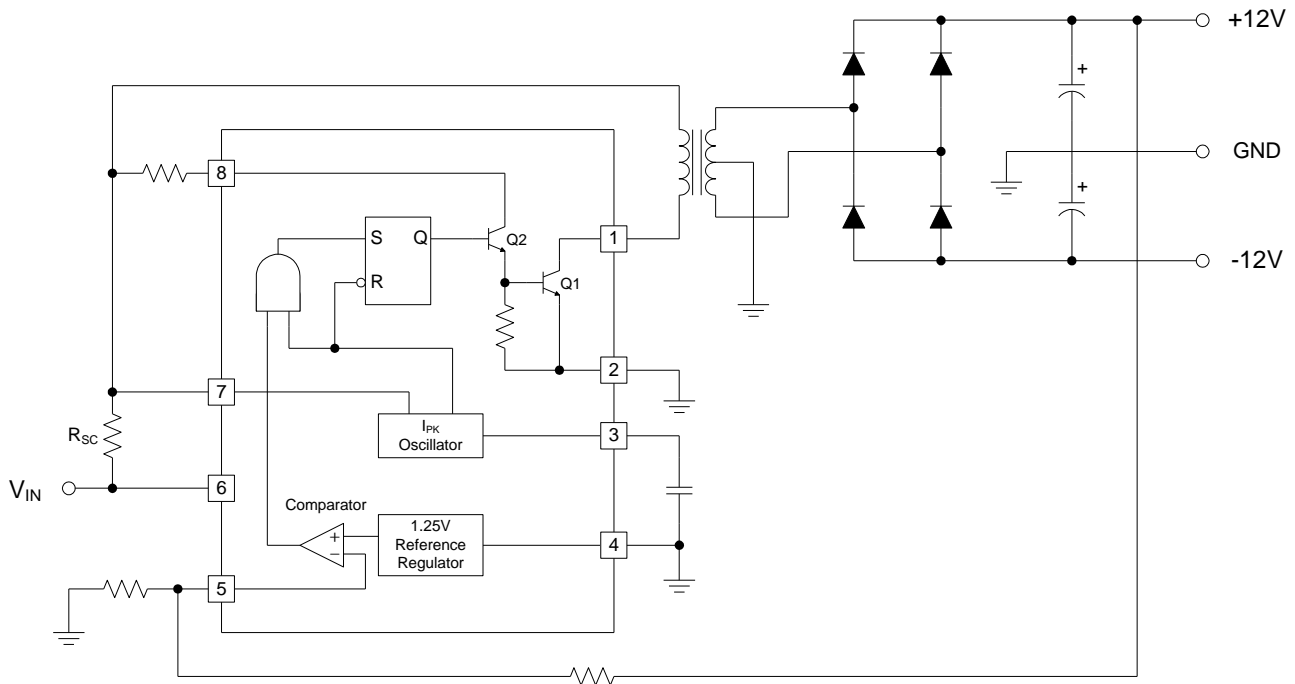 +12V
GND
-12V
8
S
Q
R
Q2
Q1
1
2
7
I_PK
Oscillator
3
R_SC
V_IN
6
Comparator
+
−
1.25V
Reference
Regulator
4
5
+
+